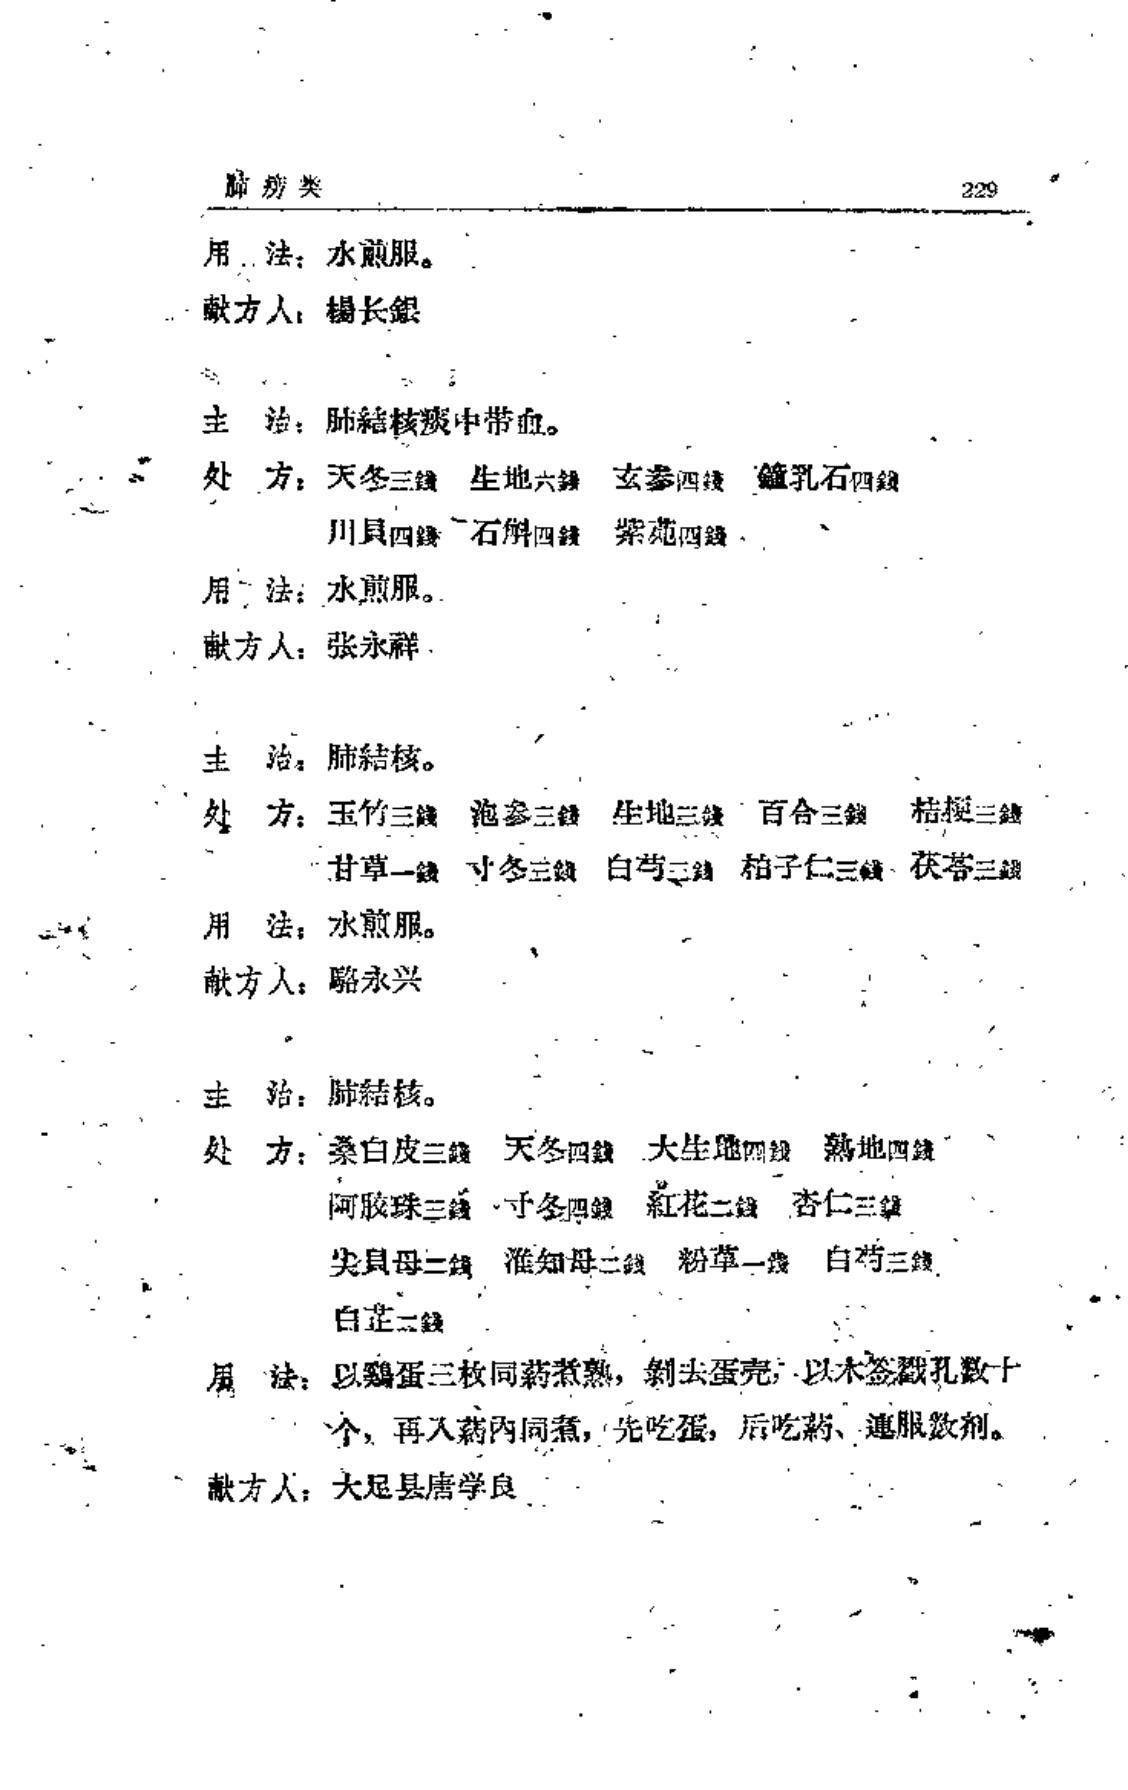 肺痨类 229
用　法：水煎服。
献方人：楊长銀
主　治：肺結核痰中带血。
处　方：天冬三錢　生地六錢　玄参四錢　鐘乳石四錢
川貝四錢　石斛四錢　紫苑四錢
用　法：水煎服。
献方人：张永祥
主　治：肺結核。
处　方：玉竹三錢　泡参三錢　生地三錢　百合三錢　桔梗三錢
甘草一錢　寸冬三錢　白芍三錢　柏子仁三錢　茯苓三錢
用　法：水煎服。
献方人：駱永兴
主　治：肺結核。
处　方：桑白皮三錢　天冬四錢　大生地四錢　熟地四錢
阿胶珠三錢　寸冬四錢　紅花二錢　杏仁三錢
尖貝母二錢　淮知母二錢　粉草一錢　白芍三錢
白芷二錢
用　法：以鷄蛋三枚同葯煮熟，剝去蛋壳，以木签戳孔数十
个，再入葯內同煮，先吃蛋，后吃葯、連服数剂。
献方人：大足县唐学良